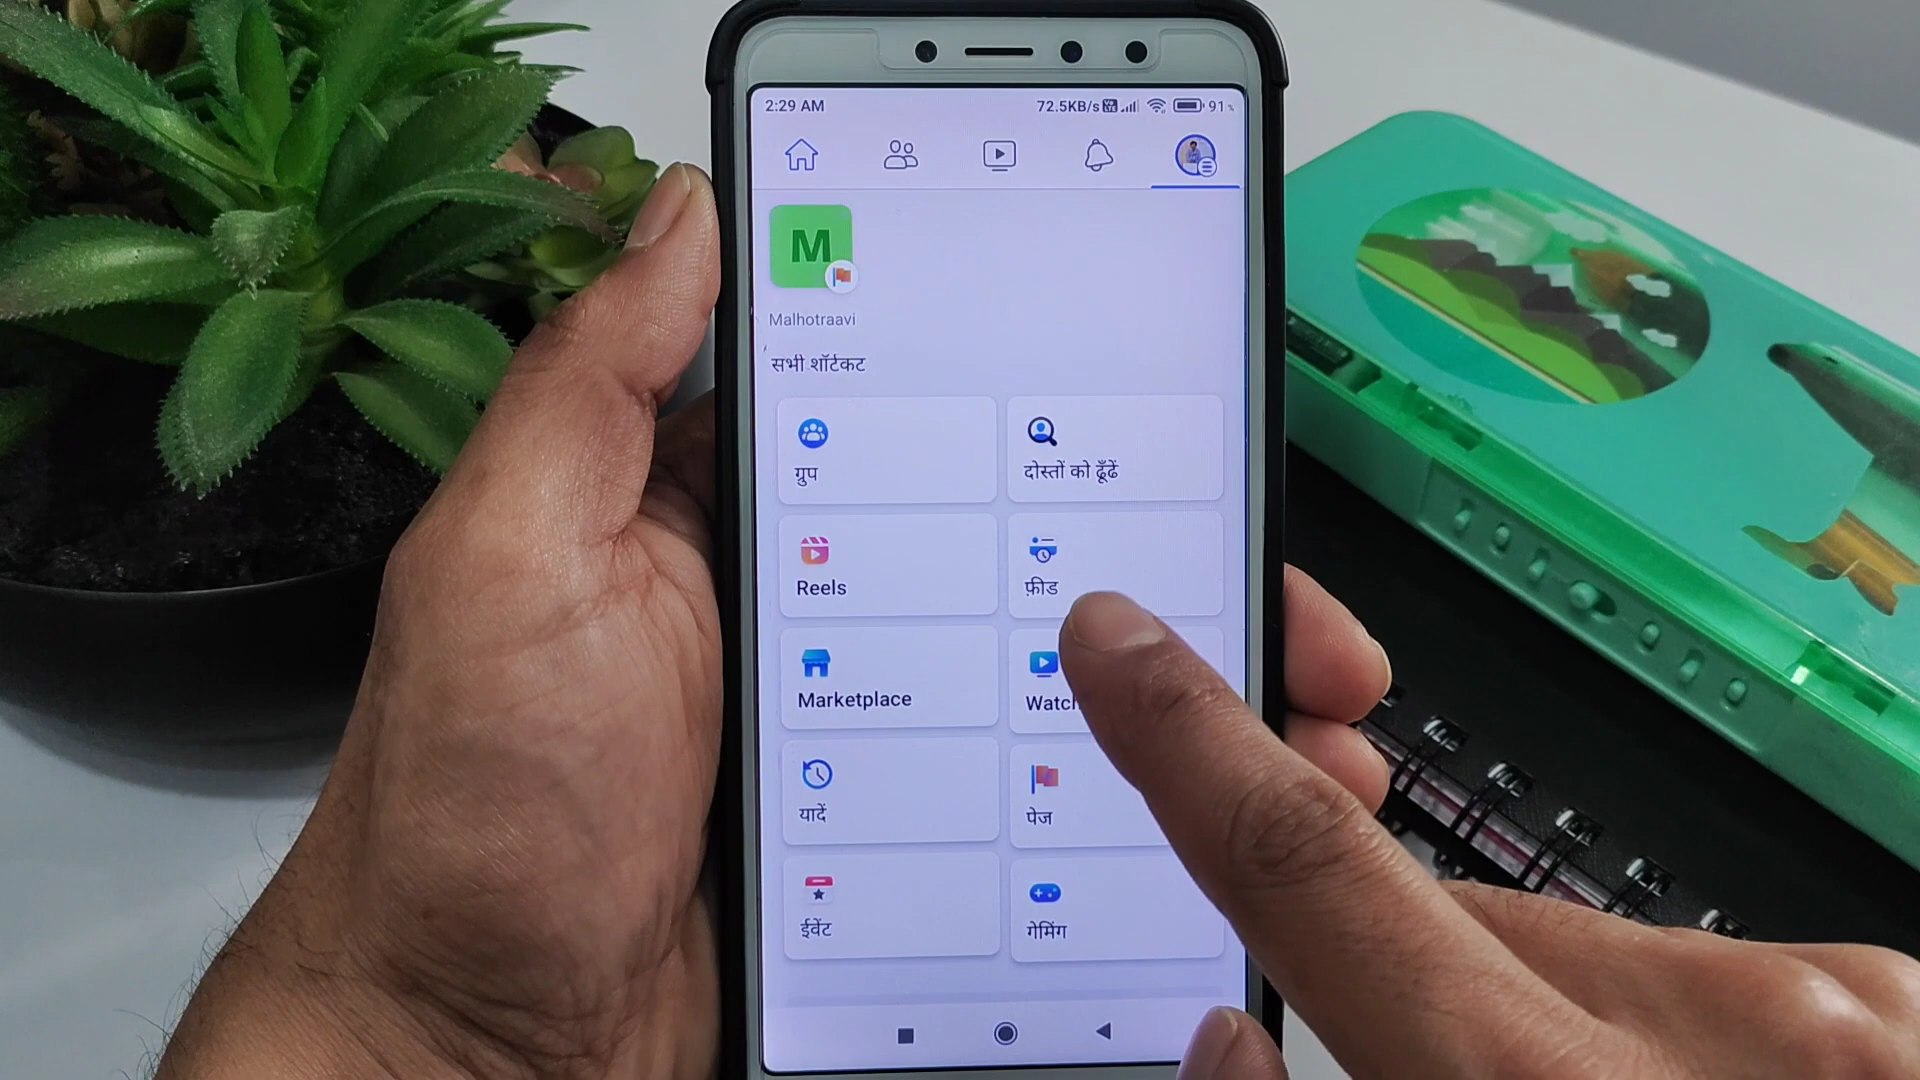 2:29 AM 72.5KB/s 91%
M
Malhotraavi
सभी शॉर्टकट
ग्रुप दोस्तों को ढूँढें
Reels फ़ीड
Marketplace Watch
यादें पेज
ईवेंट गेमिंग